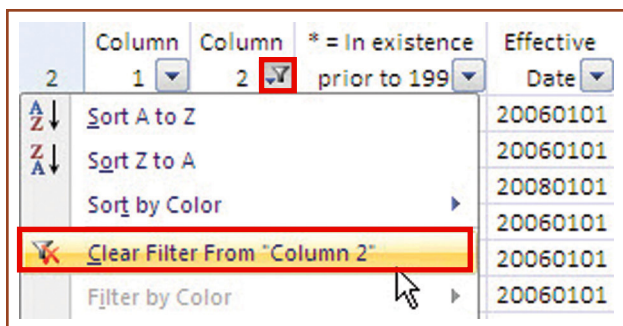 Column Column * = In existence Effective
2 1 2 prior to 199 Date
Sort A to Z 20060101
Sort Z to A 20060101
20080101
Sort by Color 20060101
Clear Filter From "Column 2" 20060101
Filter by Color 20060101